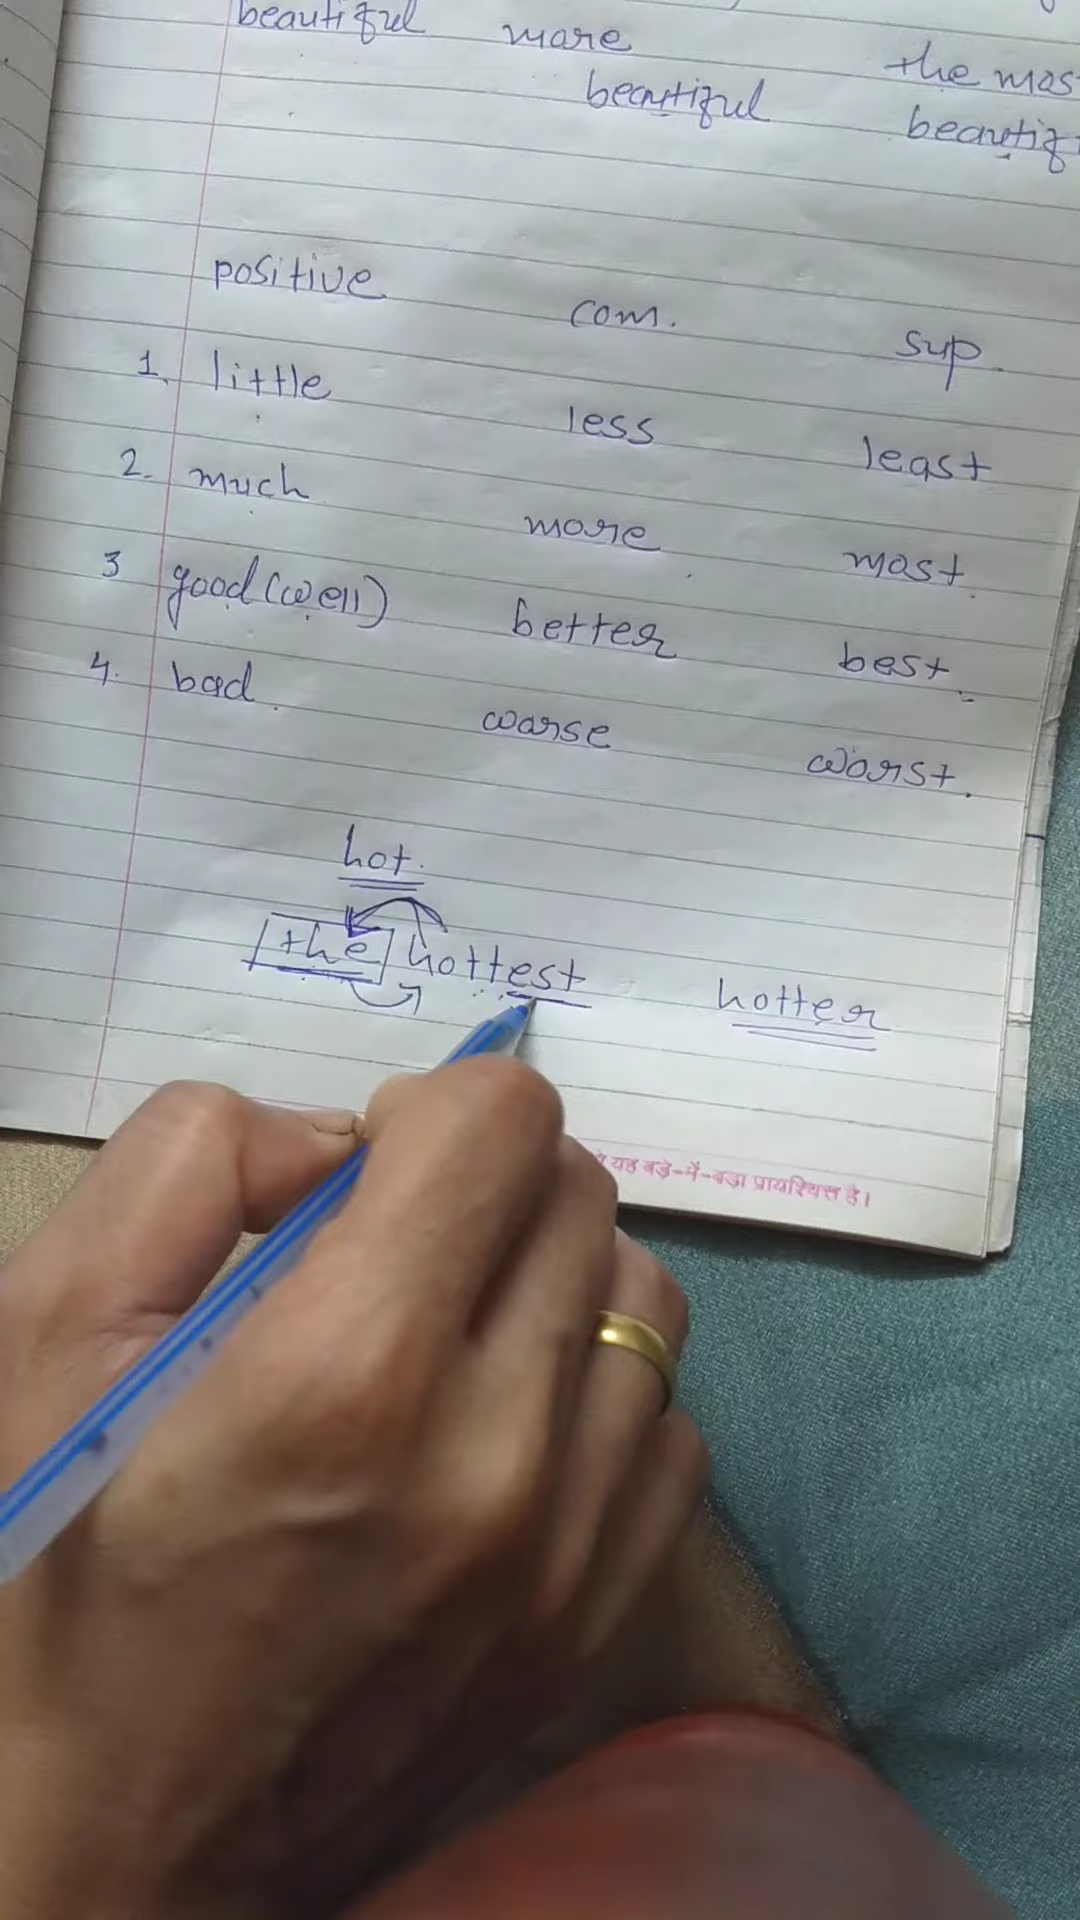 beautiful more the mos
beautiful beautif
positive com. sup.
1. little less least
2. much more most.
3 good (well) better best.
4. bad. worse worst.
hot.
the hottest hotter
यह बड़े-में-बड़ा प्रायश्चित्त है।